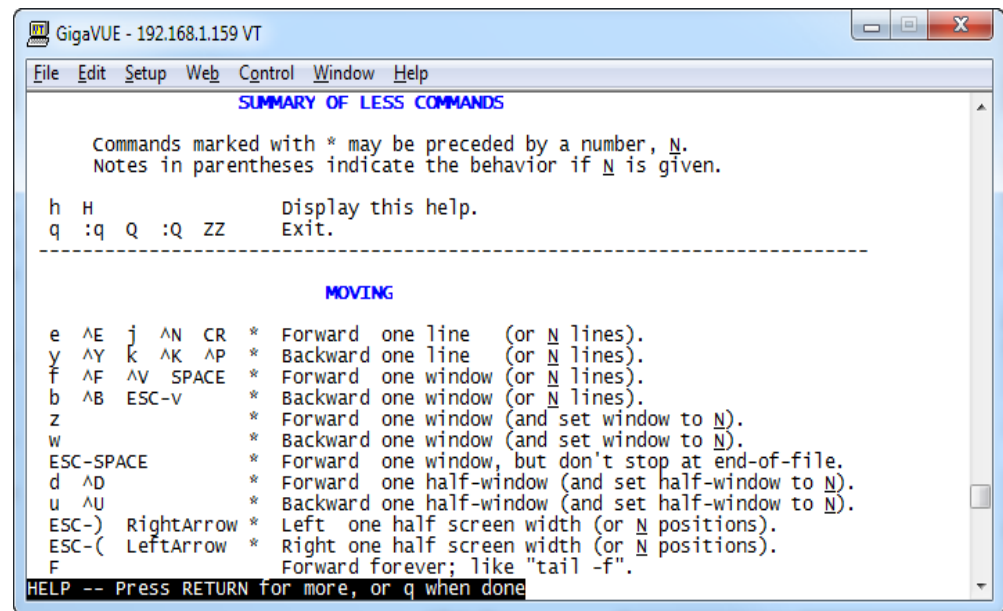 GigaVUE - 192.168.1.159 VT
File Edit Setup Web Control Window Help
SUMMARY OF LESS COMMANDS
Commands marked with * may be preceded by a number, N.
Notes in parentheses indicate the behavior if N is given.
h H Display this help.
q :q Q :Q ZZ Exit.
--------------------------------------------------------------------------
MOVING
e ^E j ^N CR * Forward one line (or N lines).
y ^Y k ^K ^P * Backward one line (or N lines).
f ^F ^V SPACE * Forward one window (or N lines).
b ^B ESC-v * Backward one window (or N lines).
z * Forward one window (and set window to N).
w * Backward one window (and set window to N).
ESC-SPACE * Forward one window, but don't stop at end-of-file.
d ^D * Forward one half-window (and set half-window to N).
u ^U * Backward one half-window (and set half-window to N).
ESC-) RightArrow * Left one half screen width (or N positions).
ESC-( LeftArrow * Right one half screen width (or N positions).
F Forward forever; like "tail -f".
HELP -- Press RETURN for more, or q when done